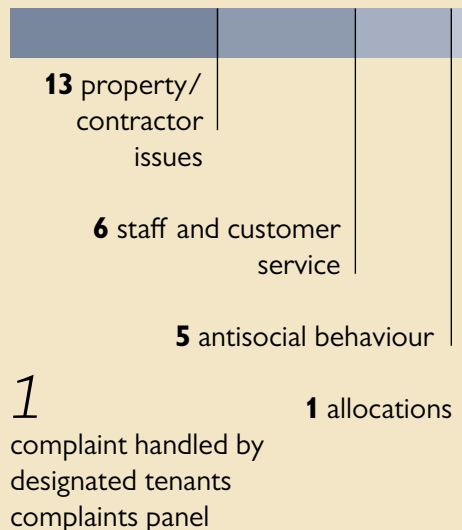 13 property/
contractor
issues
6 staff and customer
service
5 antisocial behaviour
1 allocations
1
complaint handled by
designated tenants
complaints panel